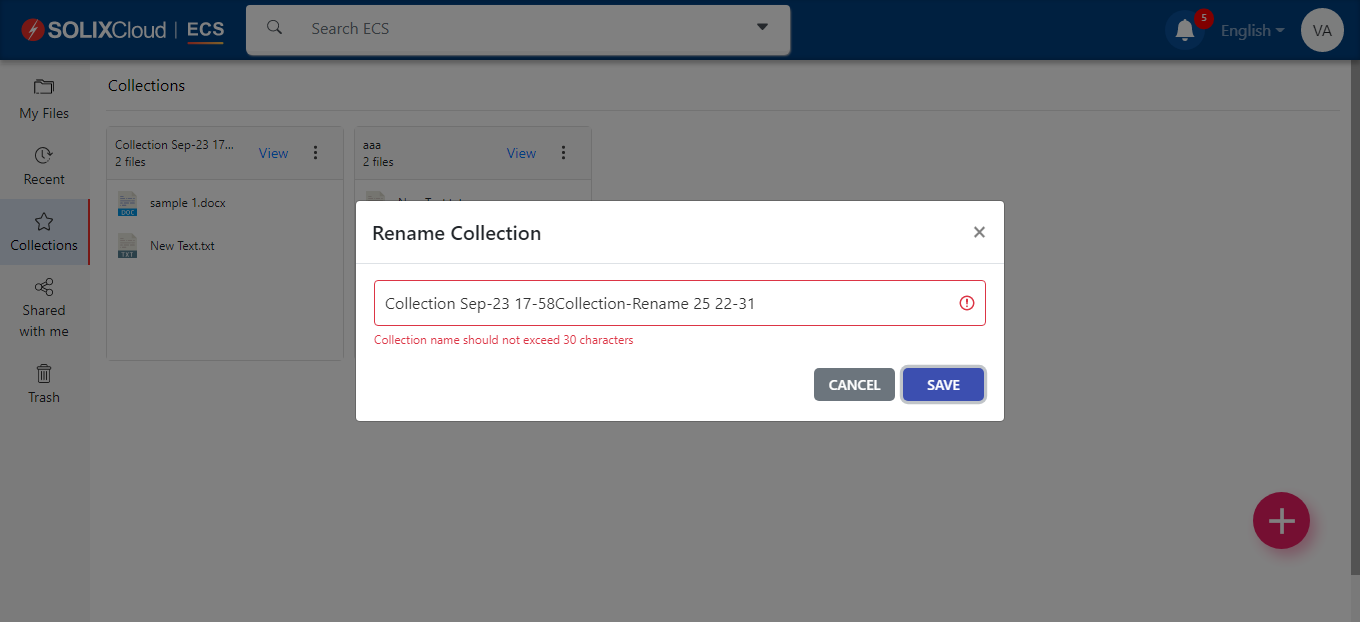 SOLIXCloud | ECS
Search ECS
5
English
VA
My Files
Recent
Collections
Shared
with me
Trash
Collections
Collection Sep-23 17...
2 files
View
sample 1.docx
New Text.txt
aaa
2 files
View
Rename Collection
Collection Sep-23 17-58Collection-Rename 25 22-31
Collection name should not exceed 30 characters
CANCEL
SAVE